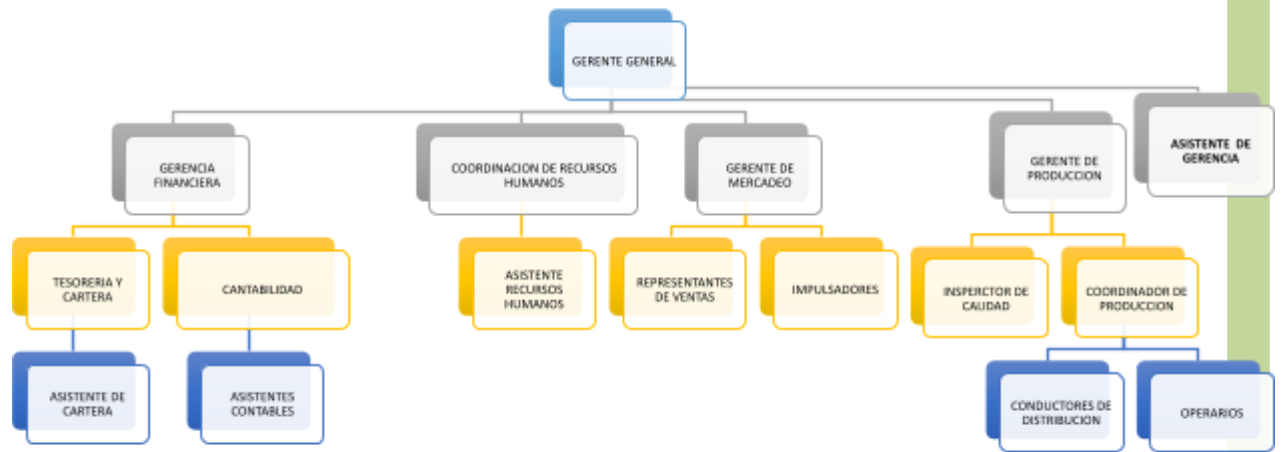 GERENTE GENERAL
GERENCIA
FINANCIERA
COORDINACION DE RECURSOS
HUMANOS
GERENTE DE
MERCADEO
GERENTE DE
PRODUCCION
ASISTENTE DE
GERENCIA
TESORERIA Y
CARTERA
CANTABILIDAD
ASISTENTE
RECURSOS
HUMANOS
REPRESENTANTES
DE VENTAS
IMPULSADORES
INSPERCTOR DE
CALIDAD
COORDINADOR DE
PRODUCCION
ASISTENTE DE
CARTERA
ASISTENTES
CONTABLES
CONDUCTORES DE
DISTRIBUCION
OPERARIOS